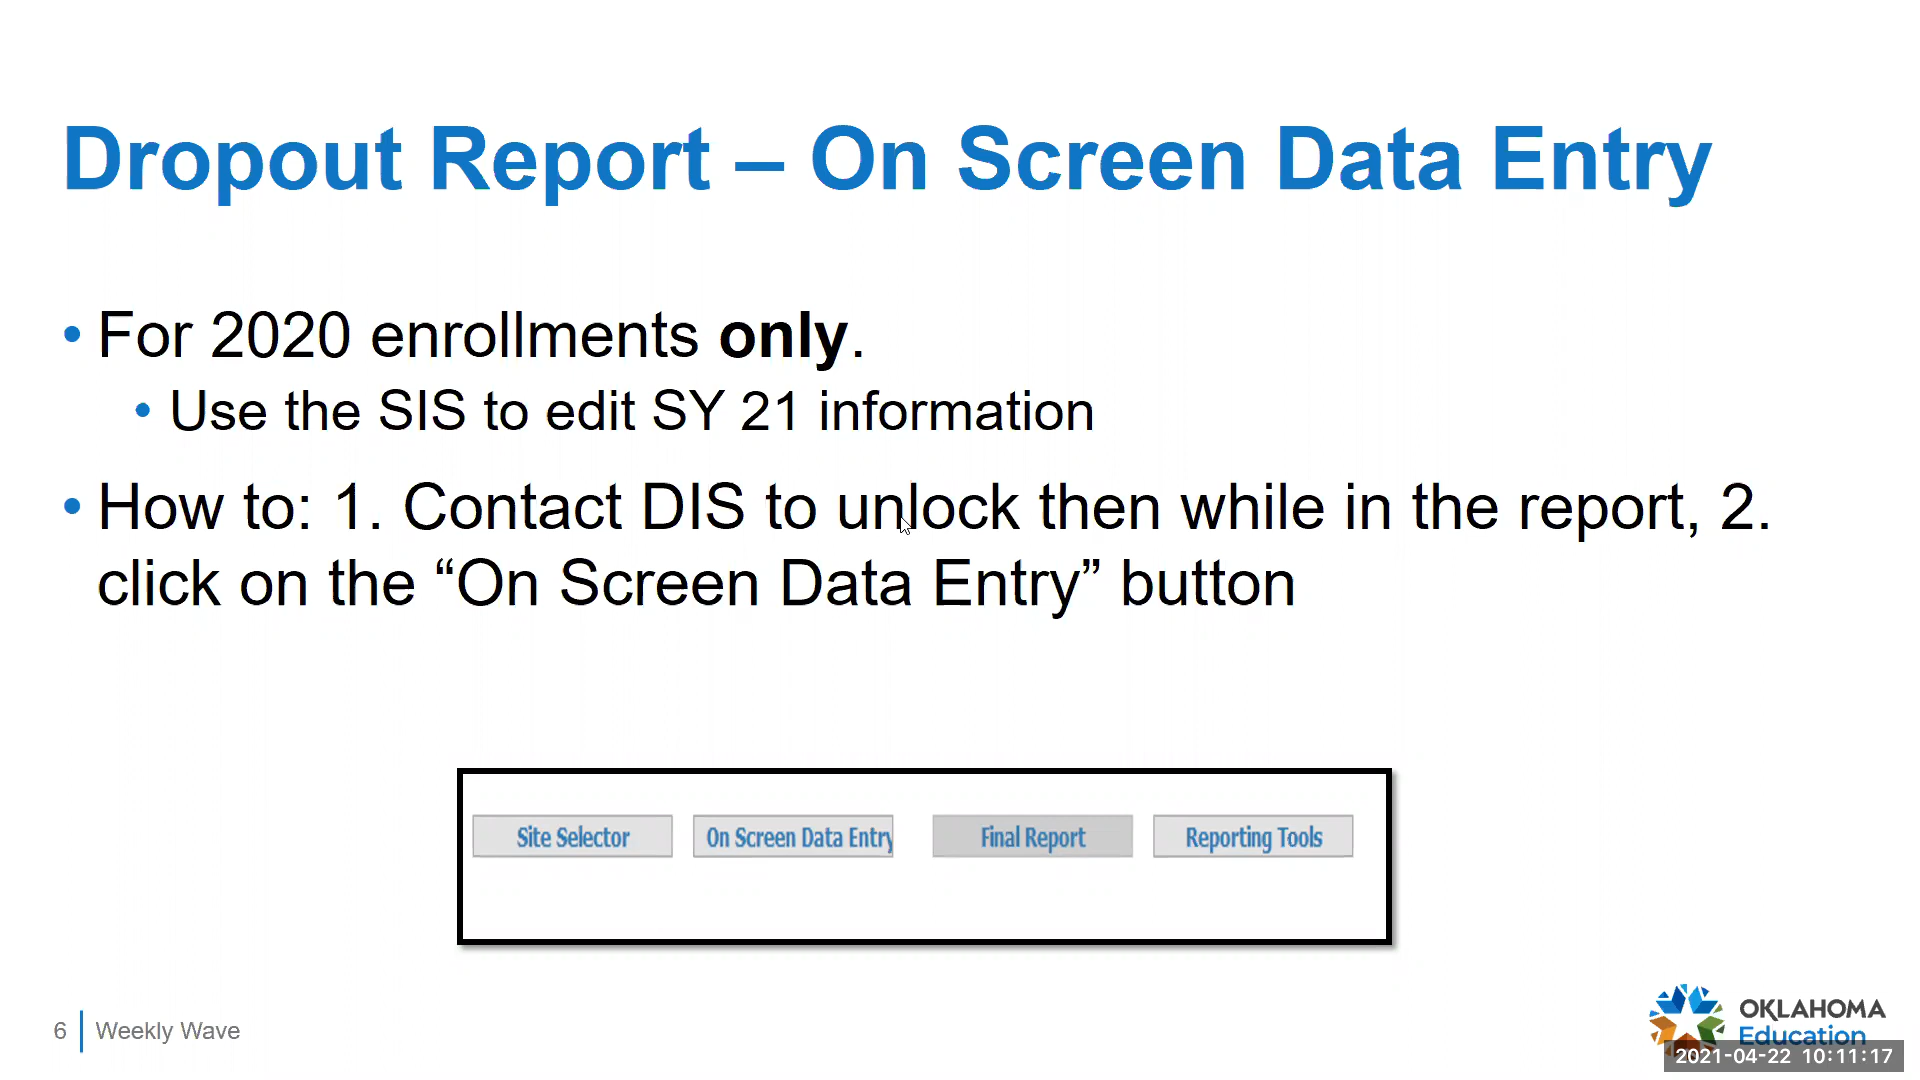 Dropout Report – On Screen Data Entry
• For 2020 enrollments only.
• Use the SIS to edit SY 21 information
• How to: 1. Contact DIS to unlock then while in the report, 2.
click on the “On Screen Data Entry” button
Site Selector On Screen Data Entry Final Report Reporting Tools
6 Weekly Wave
OKLAHOMA
Education
2021-04-22 10:11:17